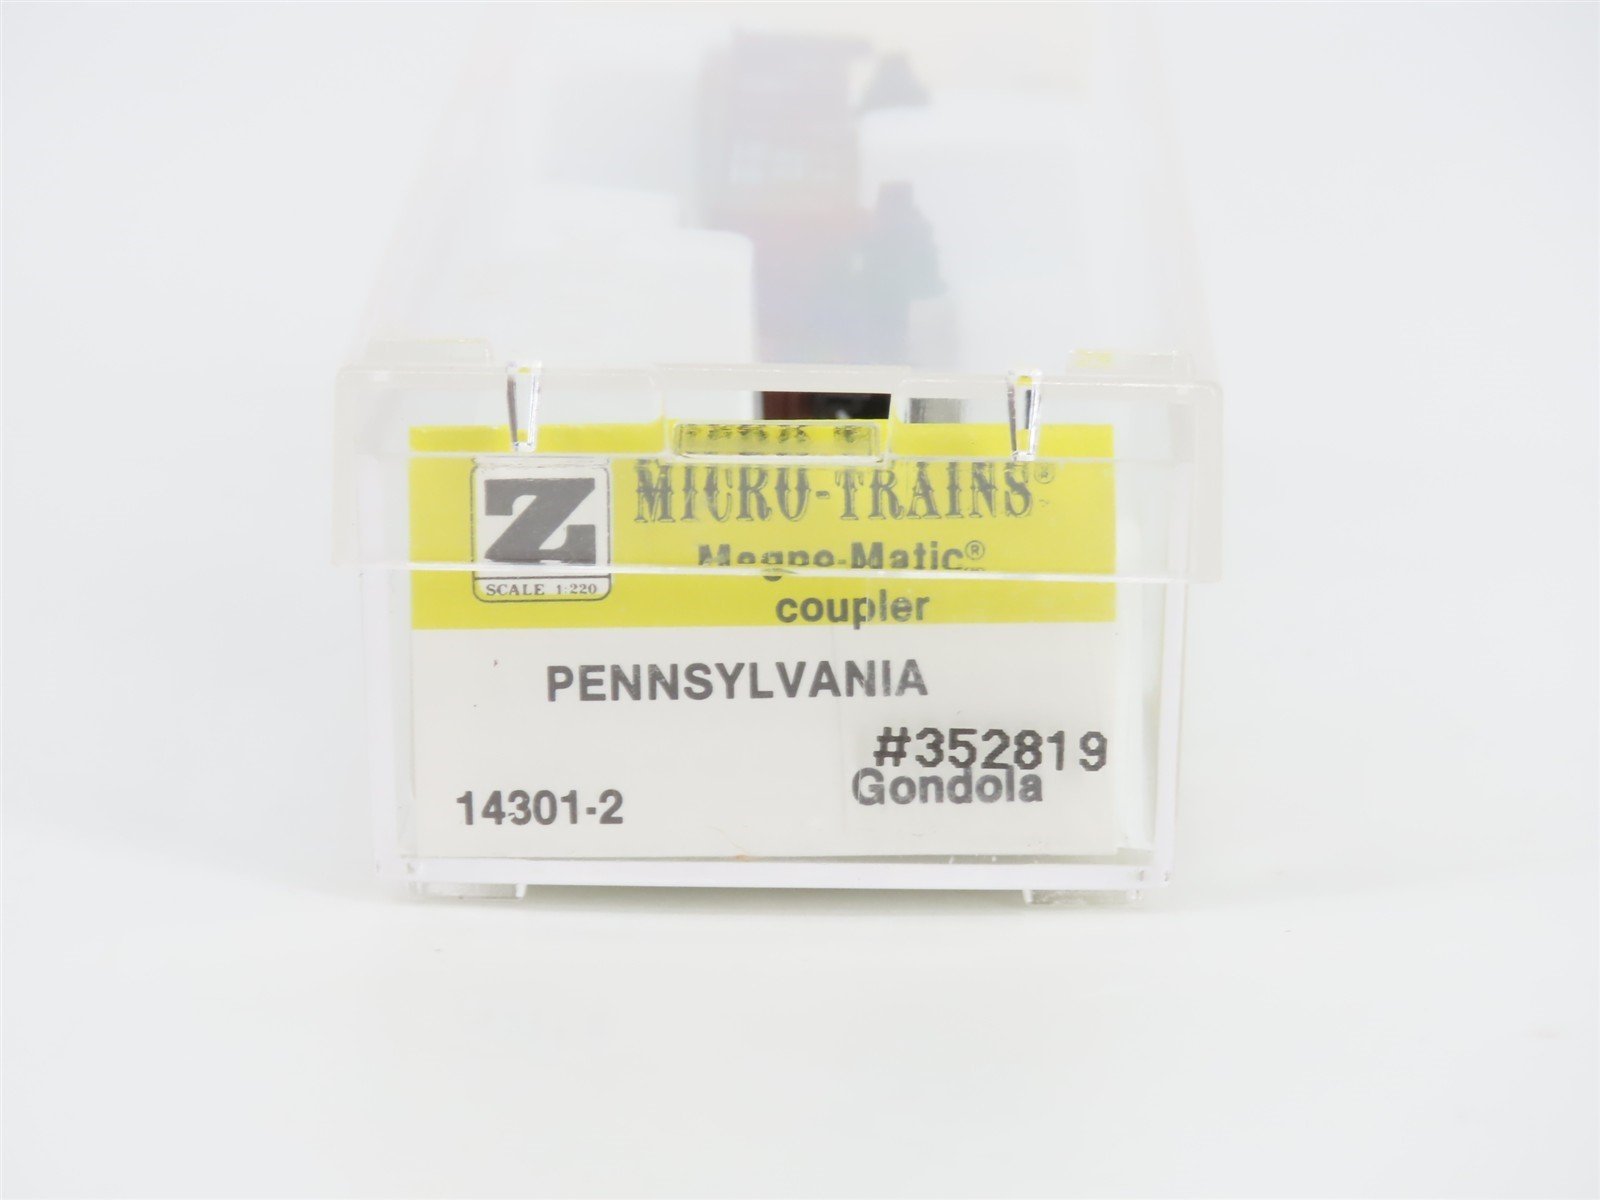 Z
SCALE 1:220
MICRO-TRAINS®
Magne-Matic®
coupler
PENNSYLVANIA
#352819
14301-2 Gondola